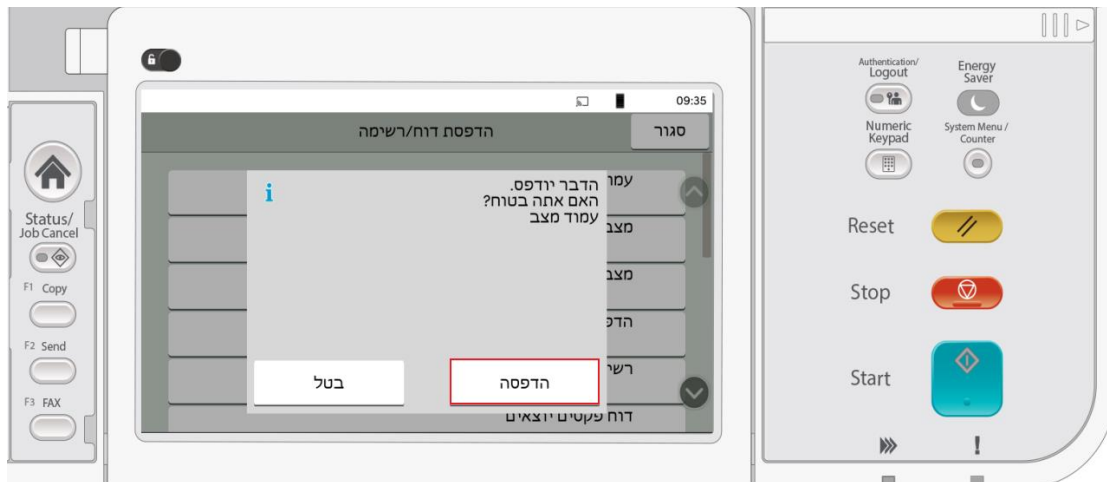 09:35
הדפסת דוח/רשימה
סגור
הדבר יודפס.
האם אתה בטוח?
עמוד מצב
מצב
מצב
דוח פקסים יוצאים
הדפסה
בטל
Status/
Job Cancel
F1 Copy
F2 Send
F3 FAX
Authentication/
Logout
Energy
Saver
Numeric
Keypad
System Menu /
Counter
Reset
Stop
Start